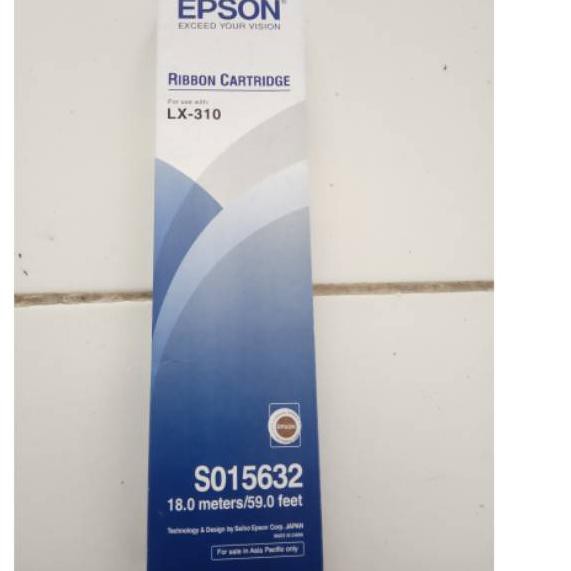 EPSON®
EXCEED YOUR VISION
RIBBON CARTRIDGE
For use with:
LX-310
EPSON
S015632
18.0 meters/59.0 feet
Technology & Design by Seiko Epson Corp. JAPAN
MADE IN CHINA
For sale in Asia Pacific only